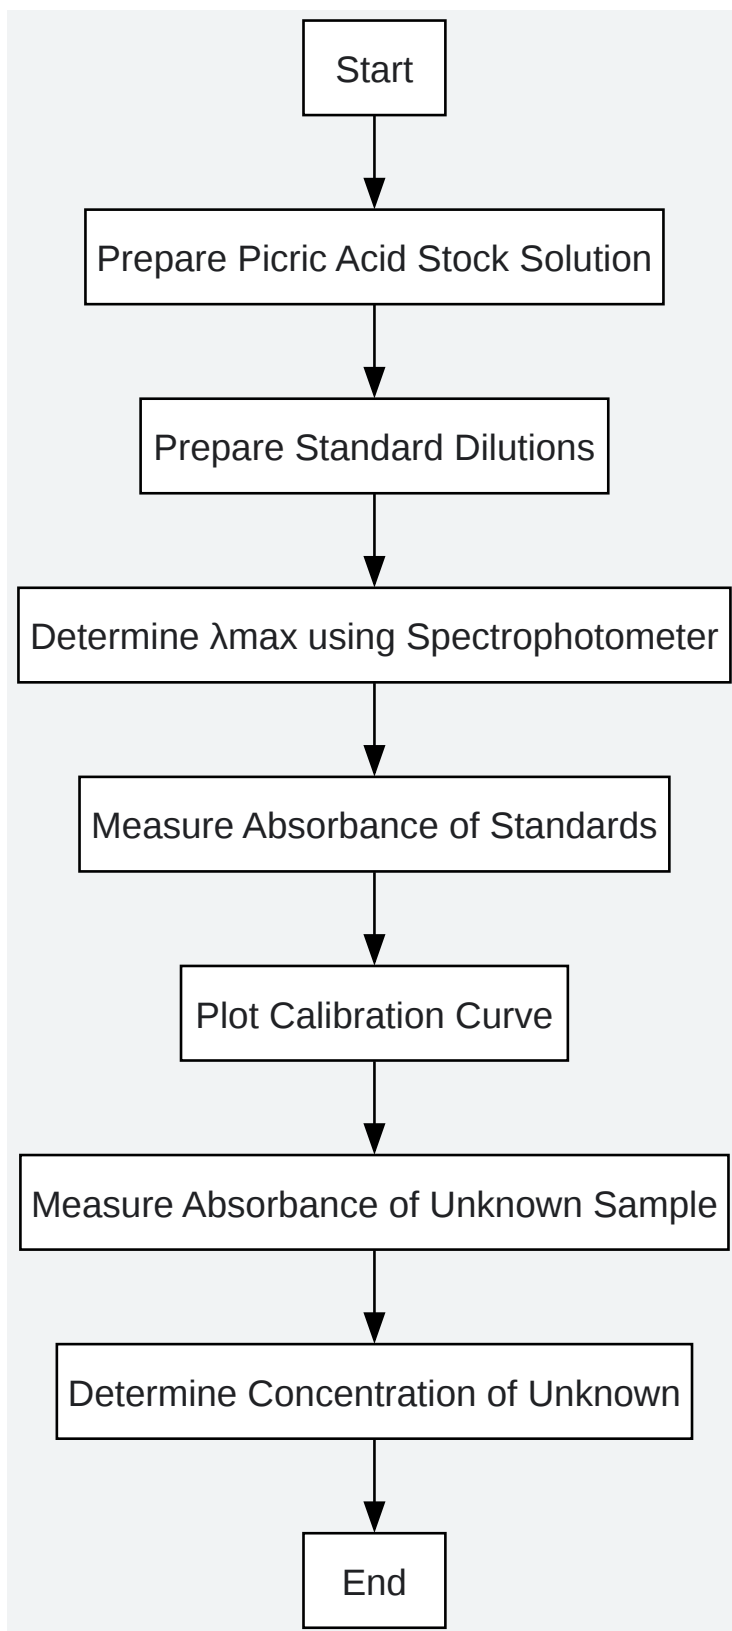 Start
Prepare Picric Acid Stock Solution
Prepare Standard Dilutions
Determine λmax using Spectrophotometer
Measure Absorbance of Standards
Plot Calibration Curve
Measure Absorbance of Unknown Sample
Determine Concentration of Unknown
End